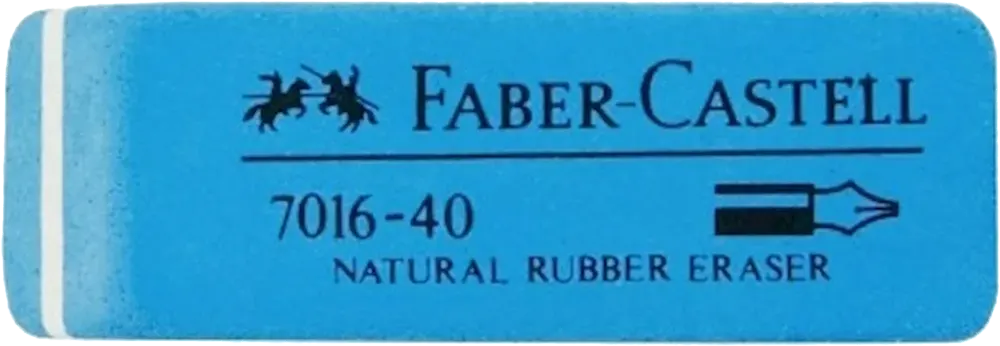 FABER-CASTELL
7016-40
NATURAL RUBBER ERASER